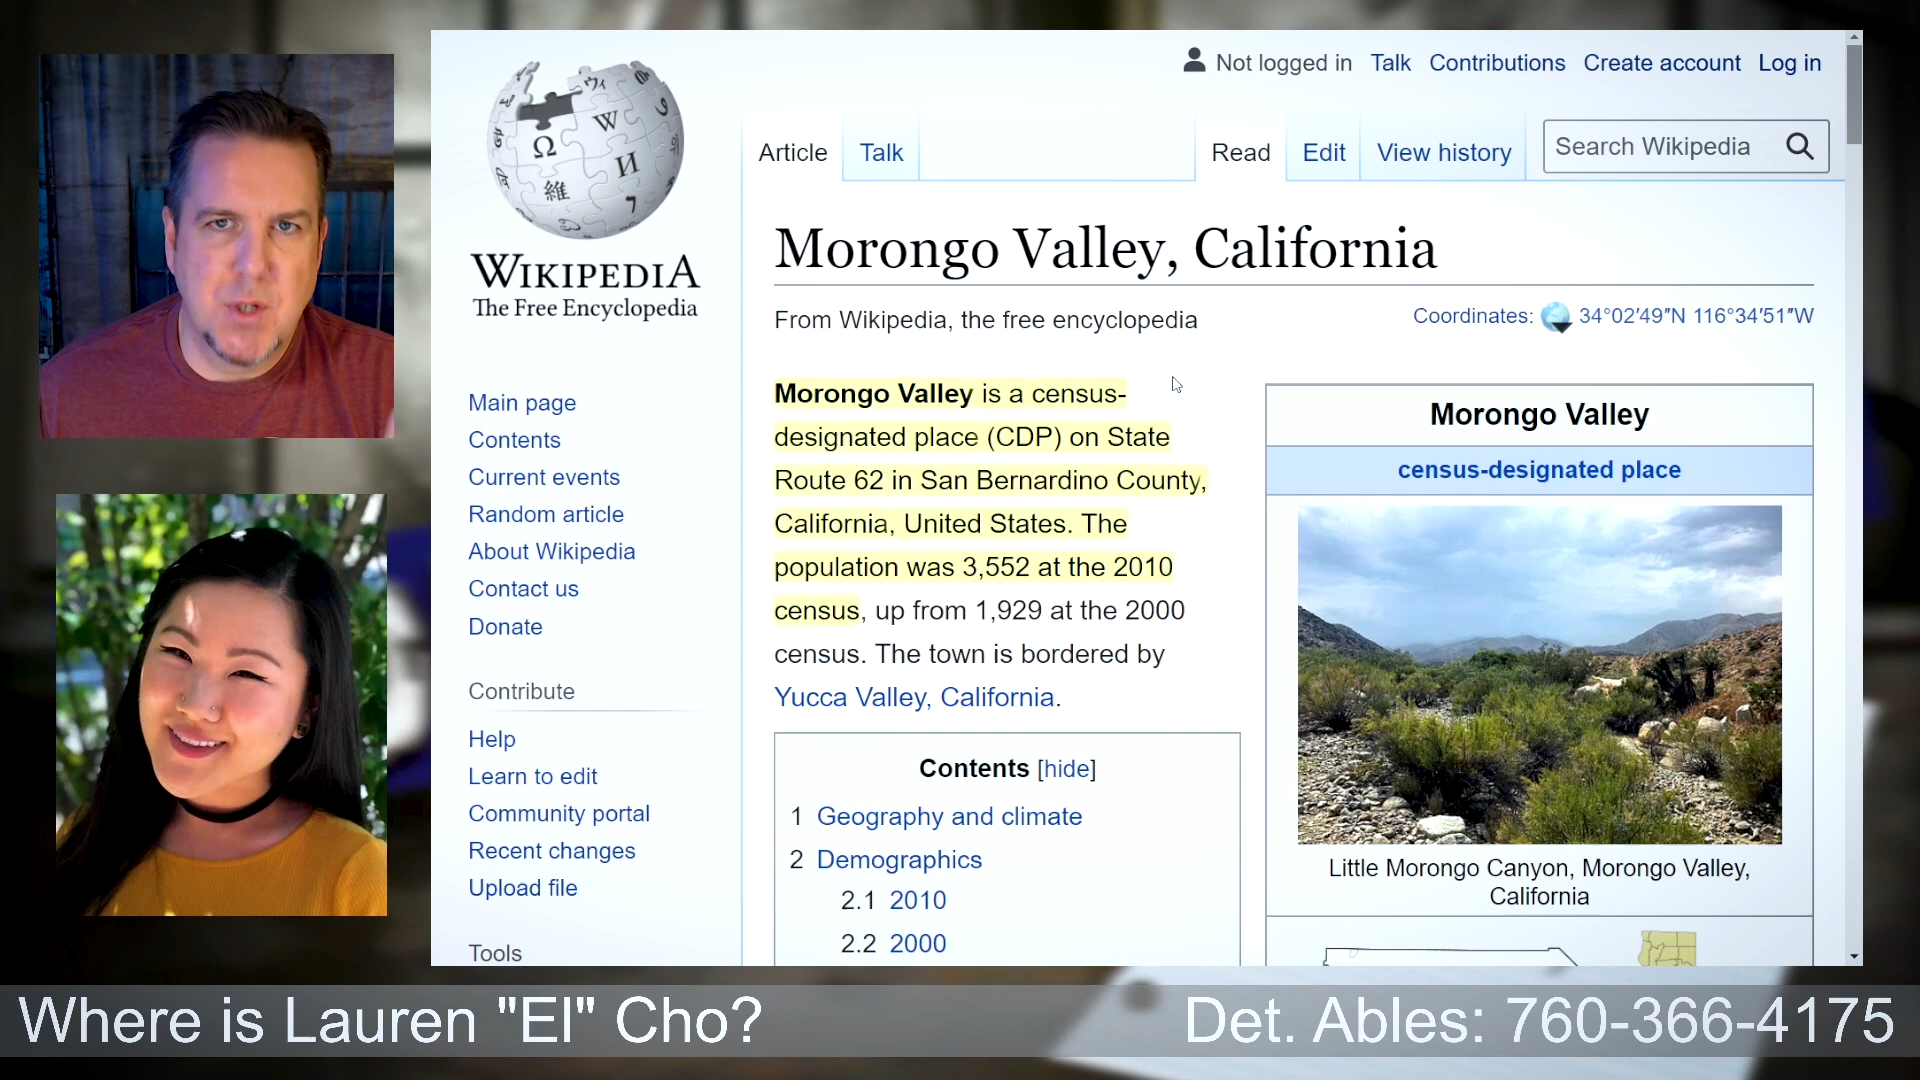 Not logged in Talk Contributions Create account Log in
Article Talk Read Edit View history Search Wikipedia
WIKIPEDIA
The Free Encyclopedia
Main page
Contents
Current events
Random article
About Wikipedia
Contact us
Donate
Contribute
Help
Learn to edit
Community portal
Recent changes
Upload file
Tools
Morongo Valley, California
From Wikipedia, the free encyclopedia
Coordinates: 34°02′49″N 116°34′51″W
Morongo Valley is a census-
designated place (CDP) on State
Route 62 in San Bernardino County,
California, United States. The
population was 3,552 at the 2010
census, up from 1,929 at the 2000
census. The town is bordered by
Yucca Valley, California.
Contents [hide]
1 Geography and climate
2 Demographics
2.1 2010
2.2 2000
Morongo Valley
census-designated place
Little Morongo Canyon, Morongo Valley,
California
Where is Lauren "El" Cho?
Det. Ables: 760-366-4175